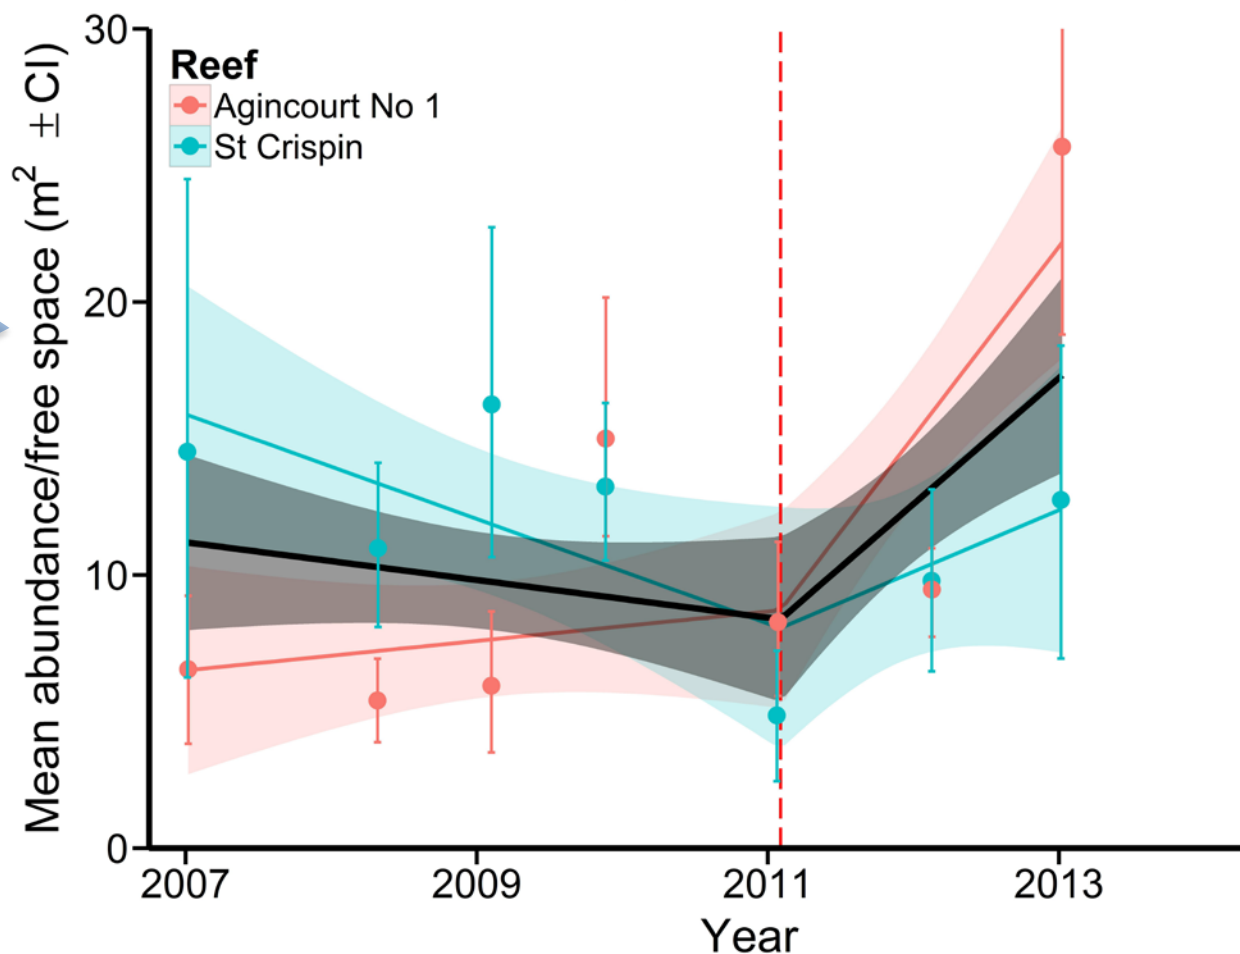 30
Reef
Agincourt No 1
St Crispin
20
10
0
Mean abundance/free space (m² ± CI)
2007 2009 2011 2013
Year